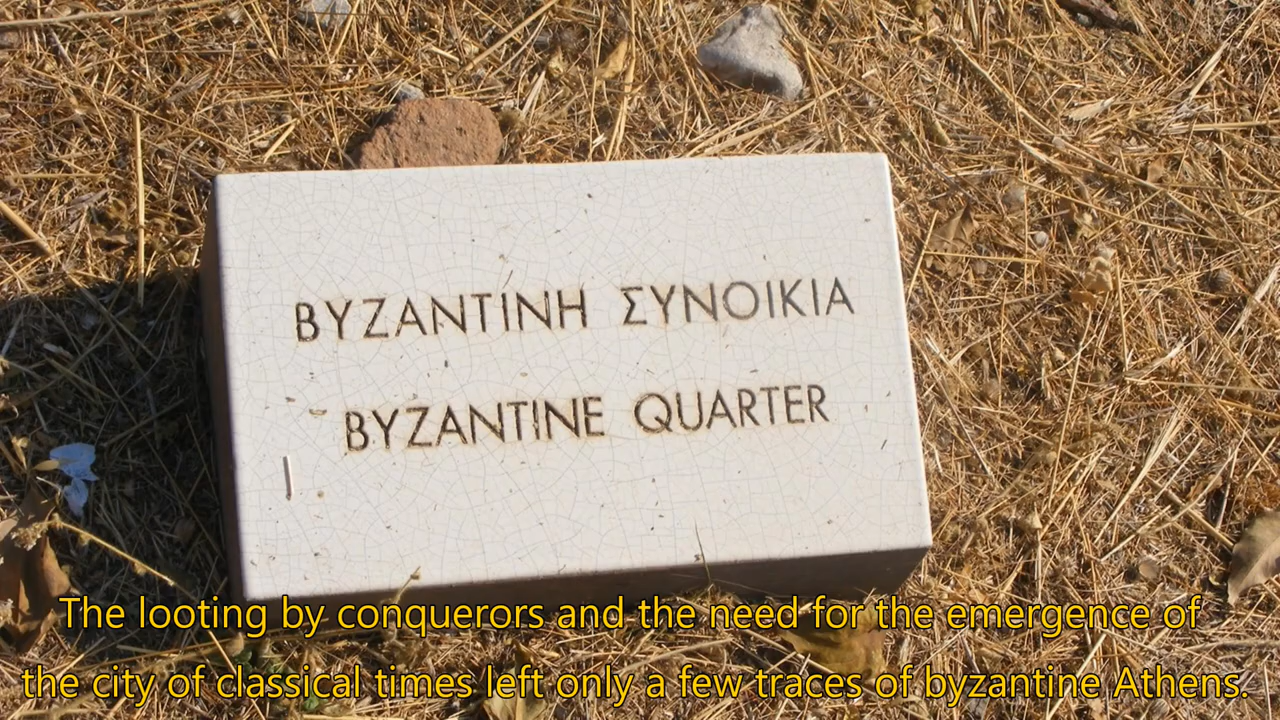 ΒΥΖΑΝΤΙΝΗ ΣΥΝΟΙΚΙΑ
BYZANTINE QUARTER
The looting by conquerors and the need for the emergence of
the city of classical times left only a few traces of byzantine Athens.